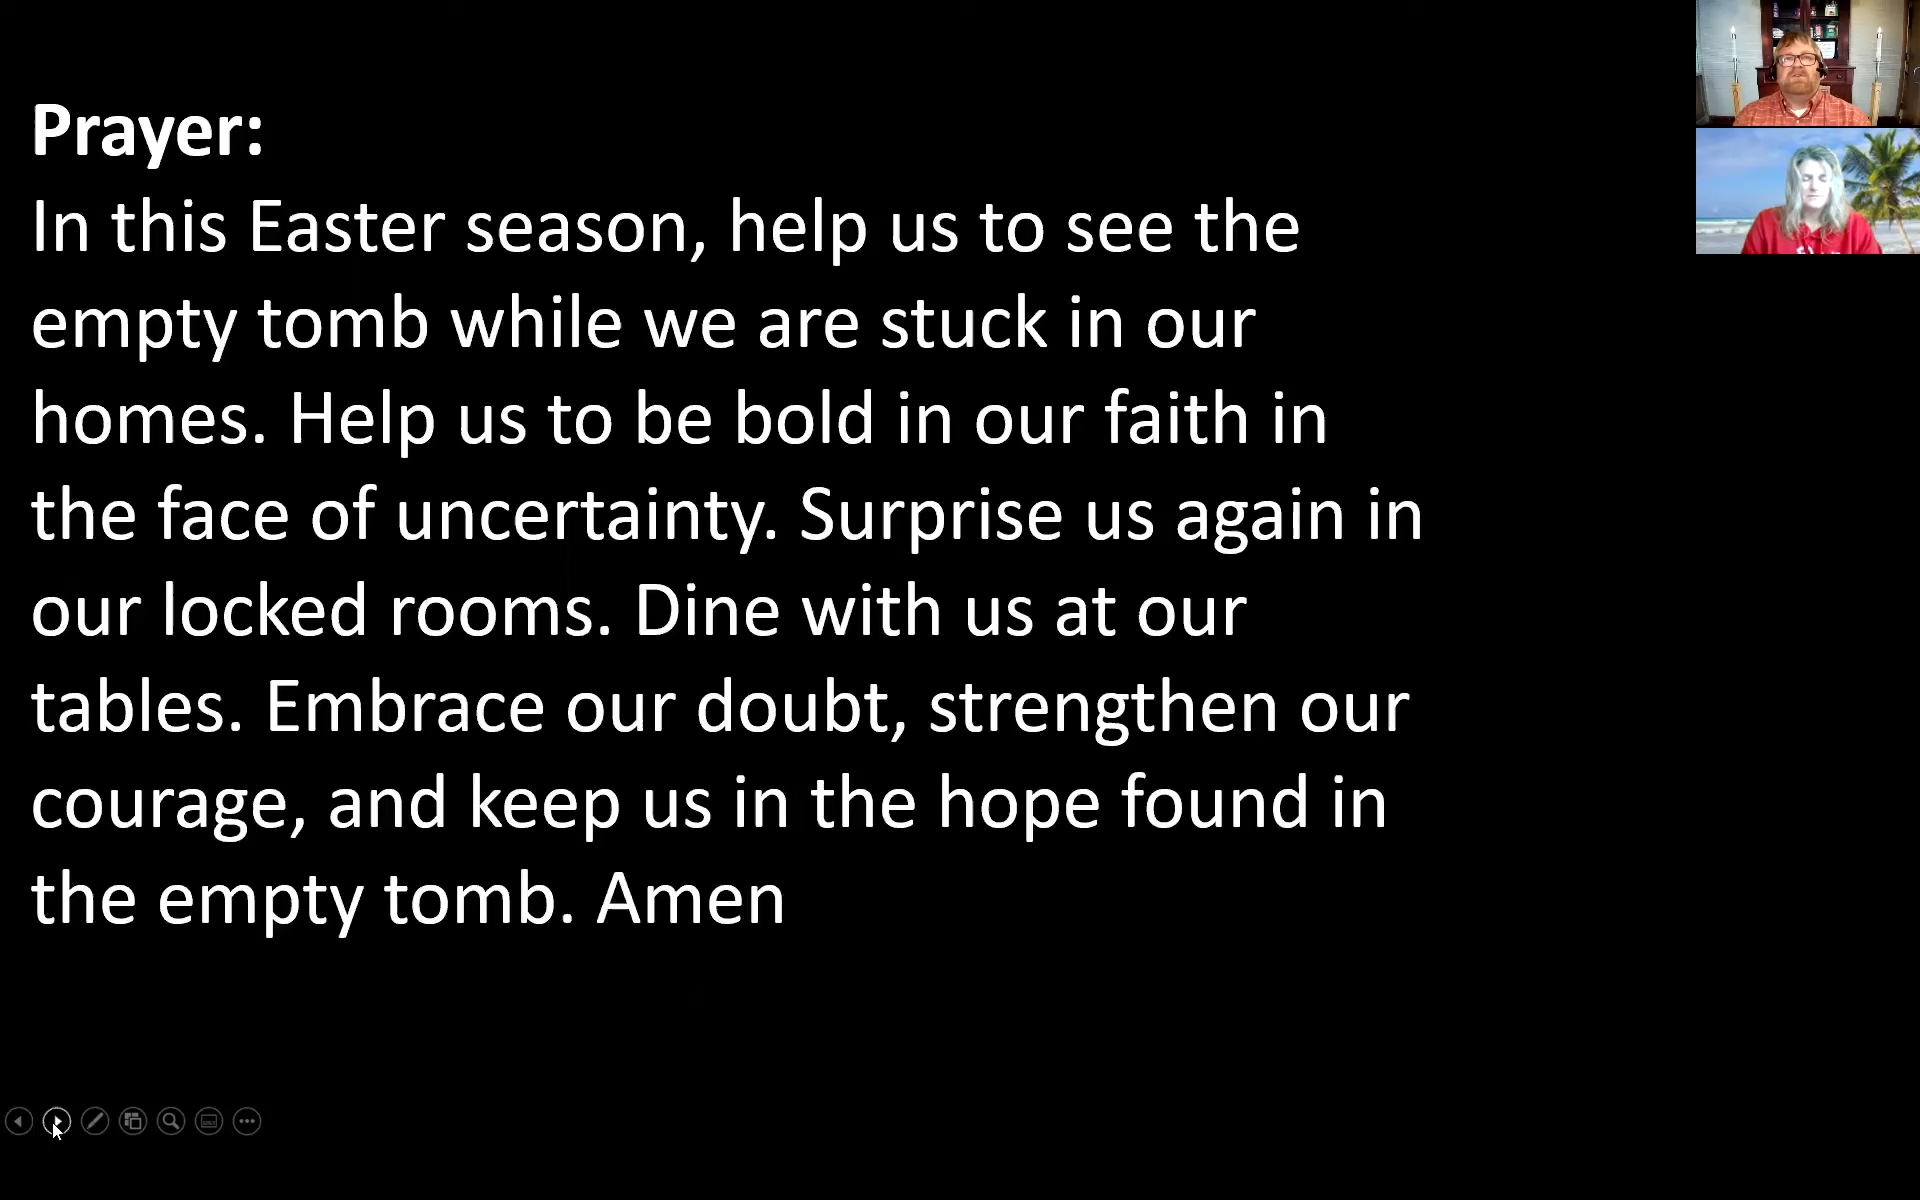 Prayer:
In this Easter season, help us to see the
empty tomb while we are stuck in our
homes. Help us to be bold in our faith in
the face of uncertainty. Surprise us again in
our locked rooms. Dine with us at our
tables. Embrace our doubt, strengthen our
courage, and keep us in the hope found in
the empty tomb. Amen